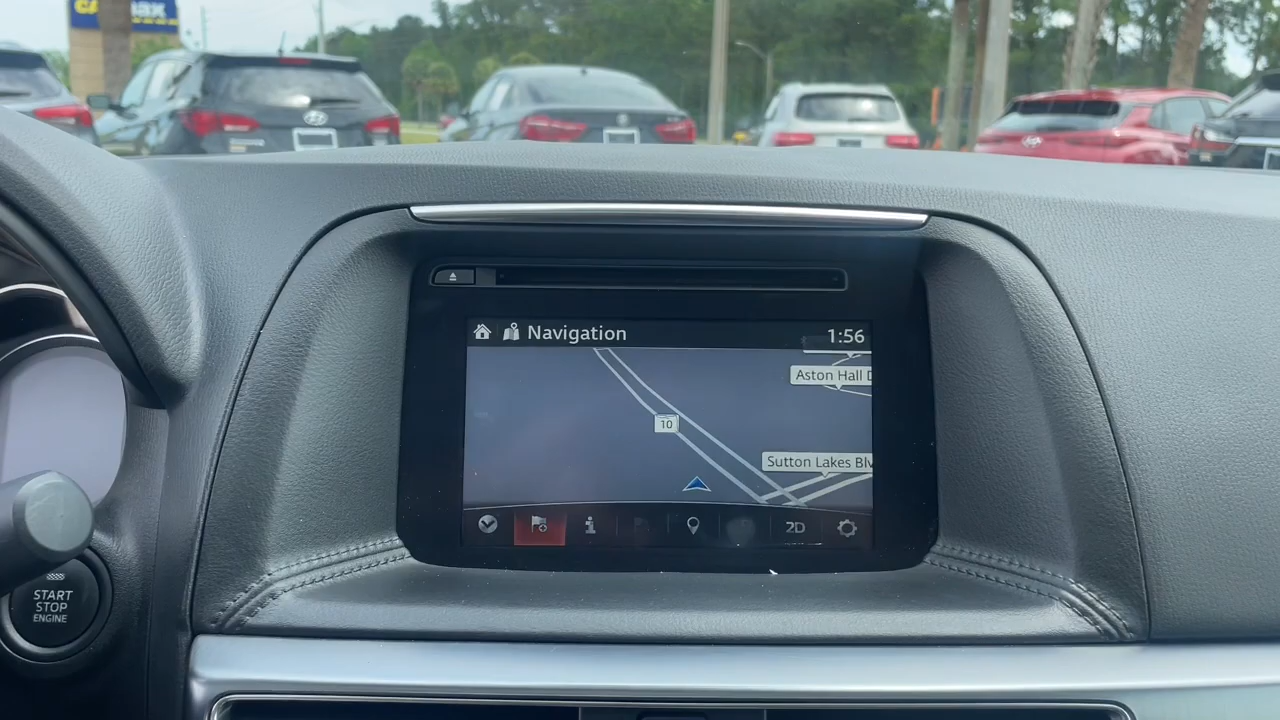 Navigation
1:56
Aston Hall D
10
Sutton Lakes Blv
2D
START
STOP
ENGINE